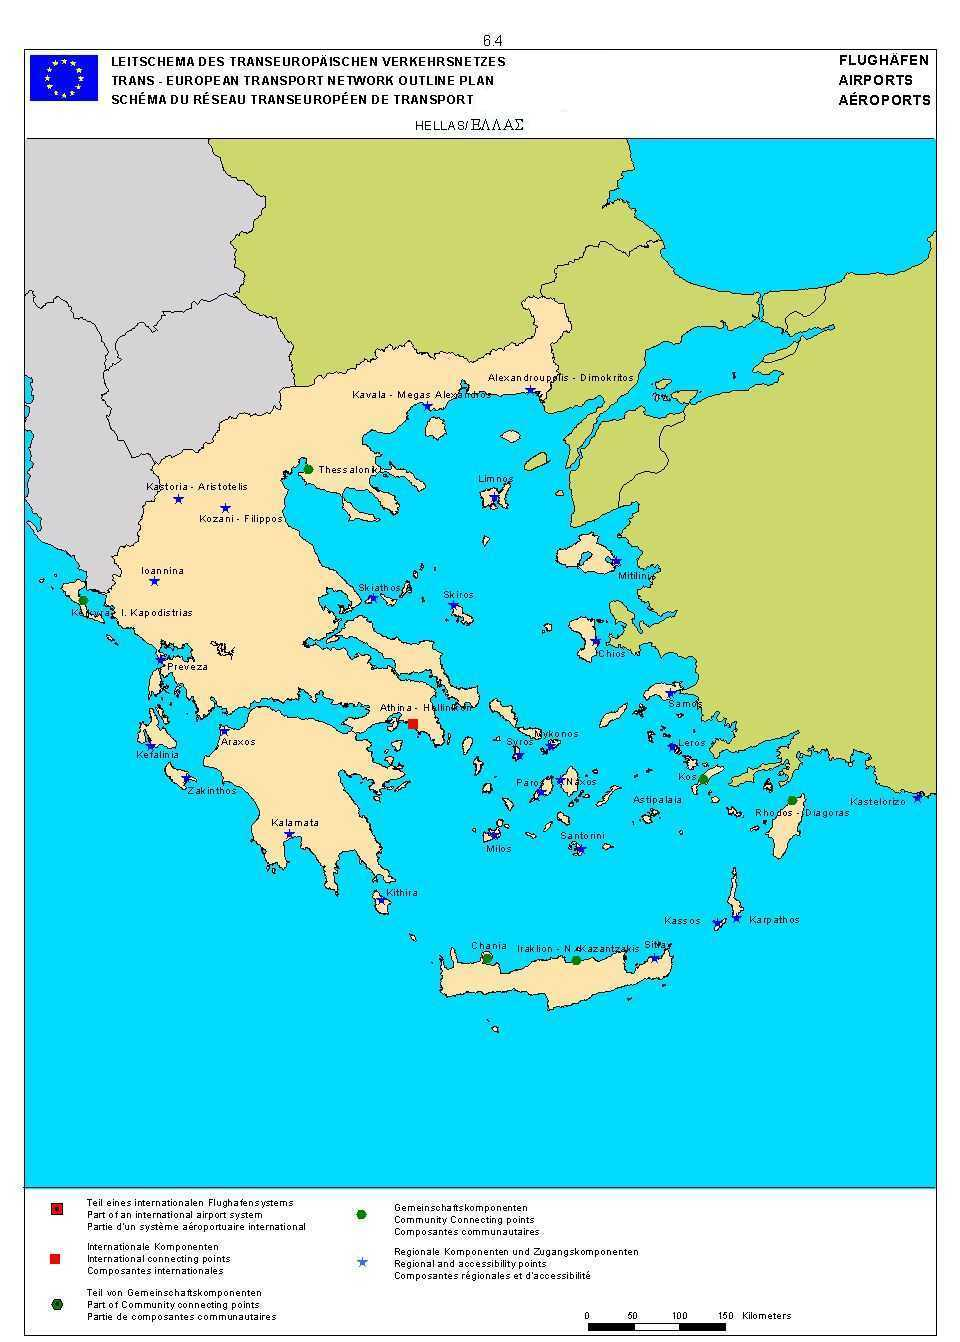 6.4
LEITSCHEMA DES TRANSEUROPÄISCHEN VERKEHRSNETZES
TRANS - EUROPEAN TRANSPORT NETWORK OUTLINE PLAN
SCHÉMA DU RÉSEAU TRANSEUROPÉEN DE TRANSPORT
FLUGHÄFEN
AIRPORTS
AÉROPORTS
HELLAS/ΕΛΛΑΣ
Alexandroupolis - Dimokritos
Kavala - Megas Alexandros
Thessaloniki
Limnos
Kastoria - Aristotelis
Kozani - Filippos
Ioannina
Mitilini
Skiathos
Skiros
Kerkyra - I. Kapodistrias
Chios
Preveza
Samos
Athina - Hellinikon
Araxos
Mykonos
Syros
Leros
Kefalinia
Kos
Paros
Naxos
Zakinthos
Astipalaia
Kastelorizo
Rhodos - Diagoras
Kalamata
Santorini
Milos
Kithira
Kassos
Karpathos
Chania
Iraklion - N. Kazantzakis
Sitia
Teil eines internationalen Flughafensystems
Part of an international airport system
Partie d'un système aéroportuaire international
Internationale Komponenten
International connecting points
Composantes internationales
Teil von Gemeinschaftskomponenten
Part of Community connecting points
Partie de composantes communautaires
Gemeinschaftskomponenten
Community Connecting points
Composantes communautaires
Regionale Komponenten und Zugangskomponenten
Regional and accessibility points
Composantes régionales et d'accessibilité
0 50 100 150 Kilometers